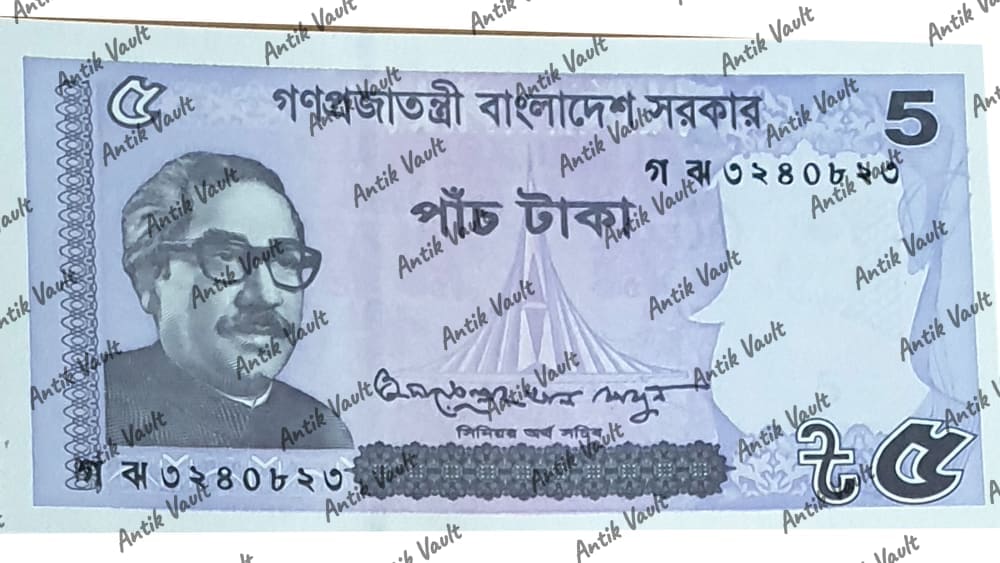 ৫
গণপ্রজাতন্ত্রী বাংলাদেশ সরকার
5
গ ঝ ৩২৪০৮২৩
পাঁচ টাকা
সিনিয়র অর্থ সচিব
গ ঝ ৩২৪০৮২৩
৳ ৫
Antik Vault